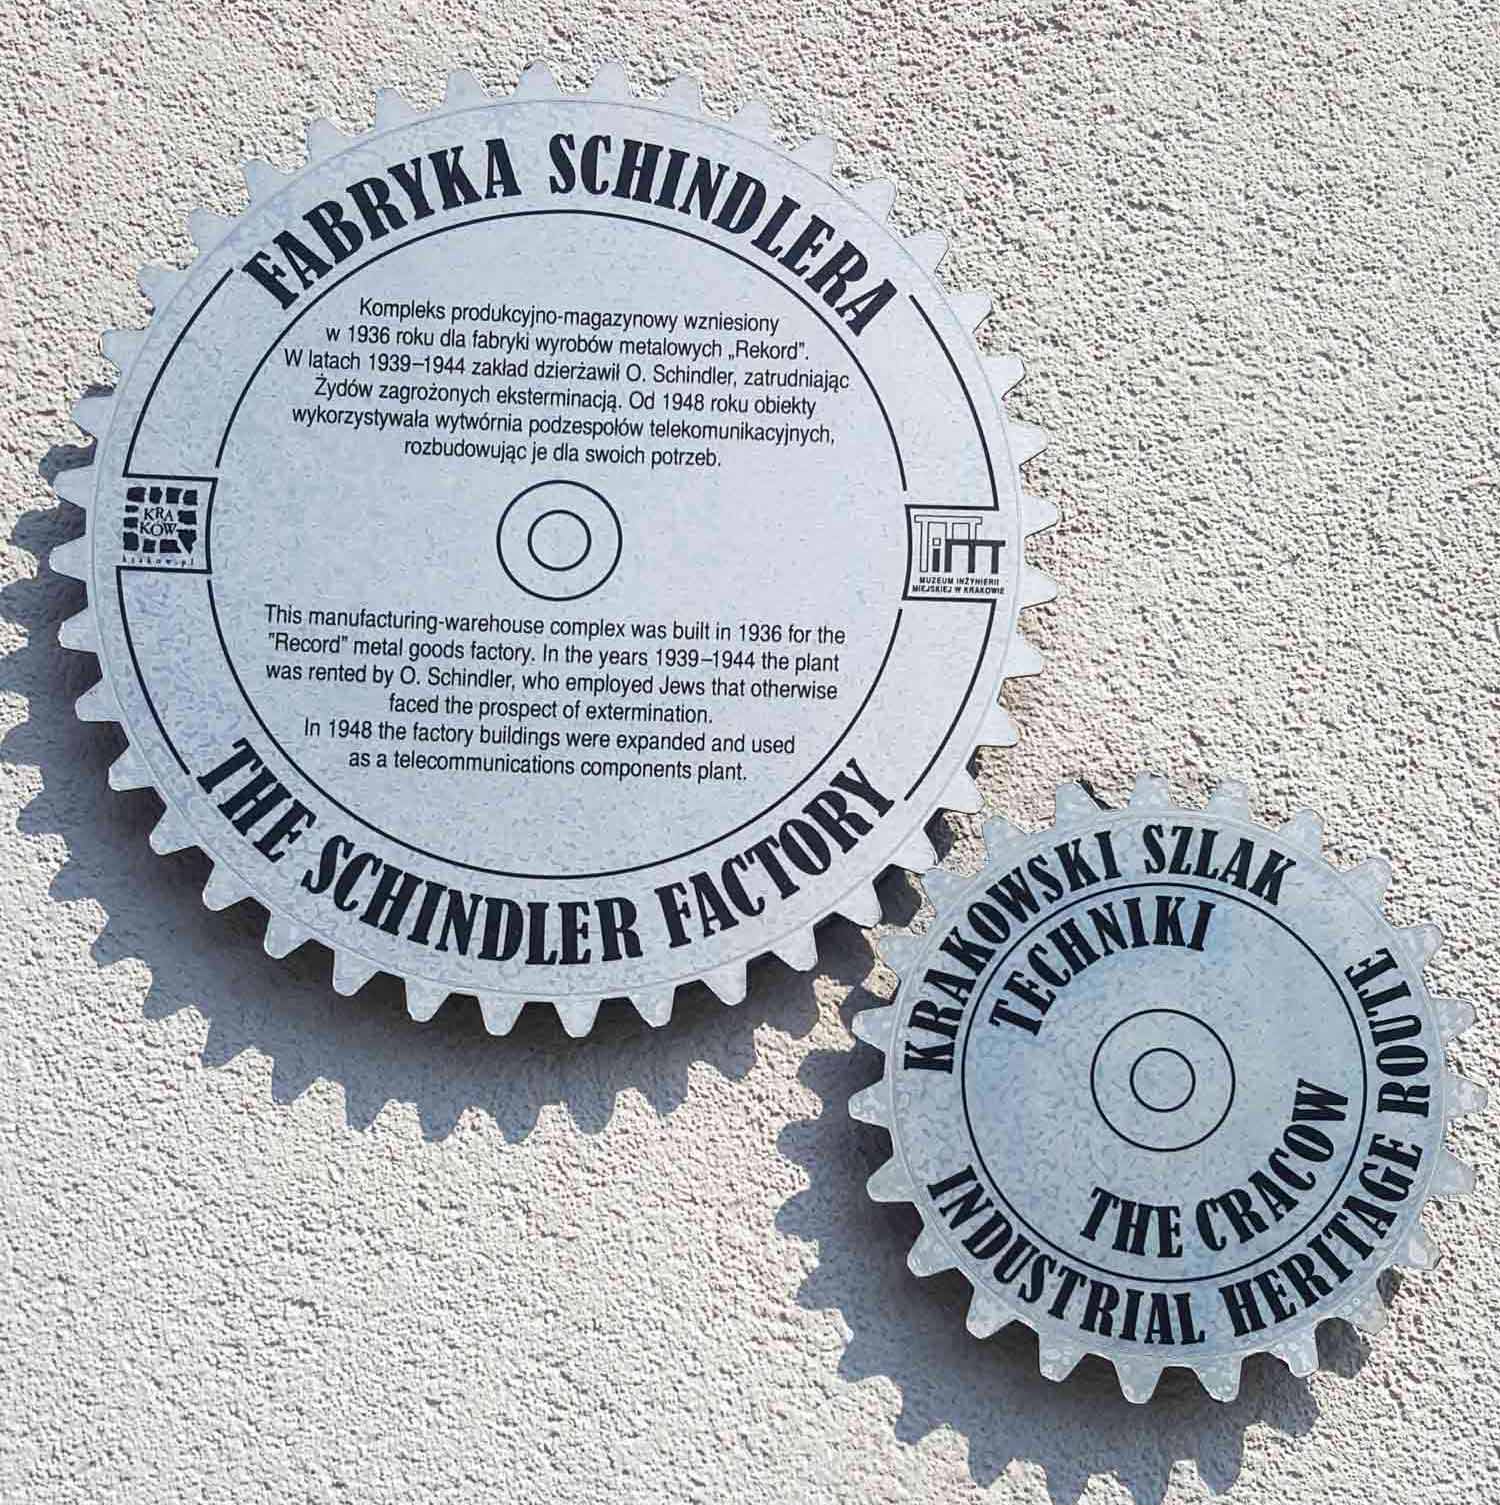 FABRYKA SCHINDLERA
Kompleks produkcyjno-magazynowy wzniesiony
w 1936 roku dla fabryki wyrobów metalowych „Rekord”.
W latach 1939–1944 zakład dzierżawił O. Schindler, zatrudniając
Żydów zagrożonych eksterminacją. Od 1948 roku obiekty
wykorzystywała wytwórnia podzespołów telekomunikacyjnych,
rozbudowując je dla swoich potrzeb.
KRA
KÓW
krakow.pl
MUZEUM INŻYNIERII
MIEJSKIEJ W KRAKOWIE
This manufacturing-warehouse complex was built in 1936 for the
"Record" metal goods factory. In the years 1939–1944 the plant
was rented by O. Schindler, who employed Jews that otherwise
faced the prospect of extermination.
In 1948 the factory buildings were expanded and used
as a telecommunications components plant.
THE SCHINDLER FACTORY
KRAKOWSKI SZLAK
TECHNIKI
THE CRACOW
INDUSTRIAL HERITAGE ROUTE